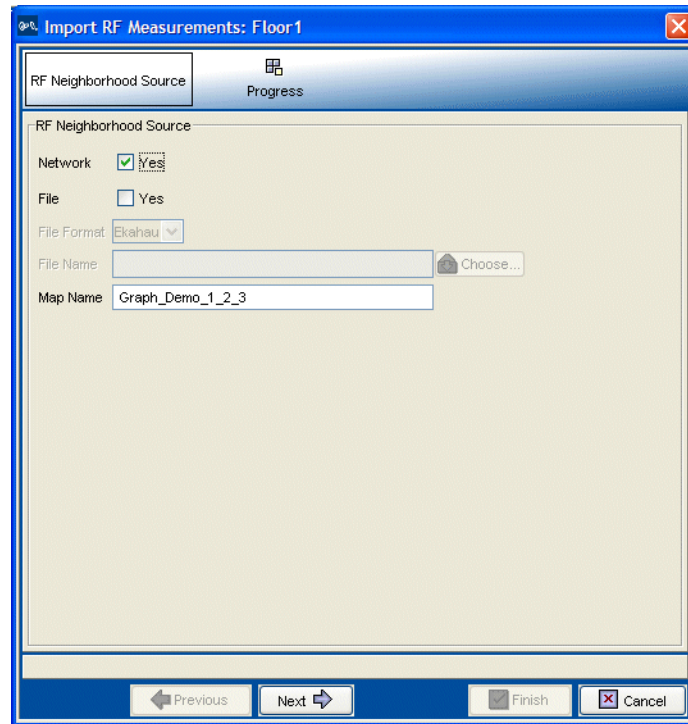 Import RF Measurements: Floor1
RF Neighborhood Source
Progress
RF Neighborhood Source
Network Yes
File Yes
File Format Ekahau
File Name Choose...
Map Name Graph_Demo_1_2_3
Previous Next Finish Cancel